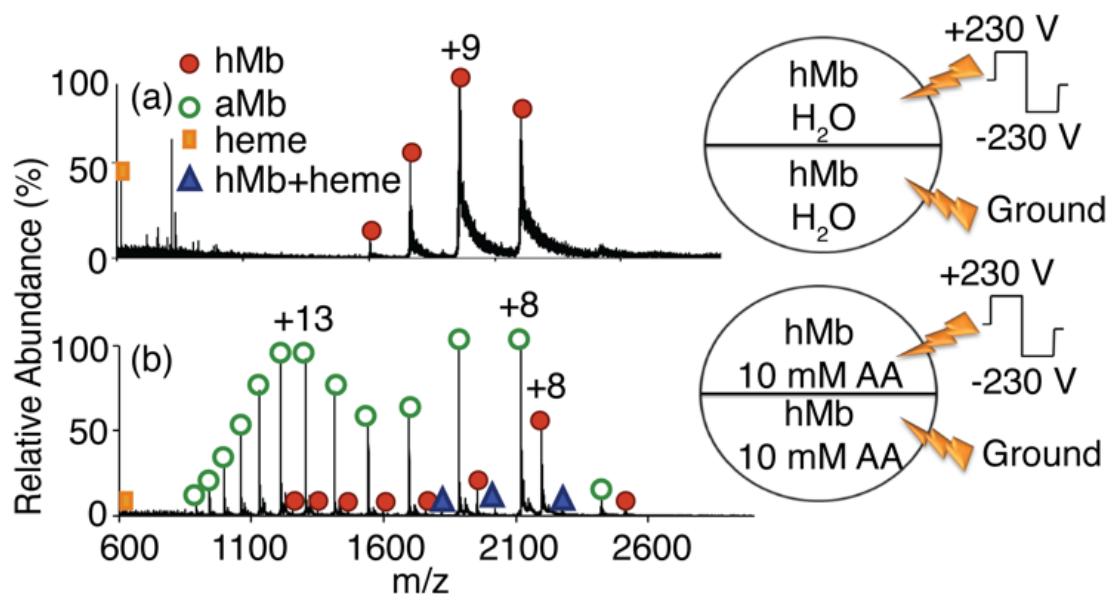 +9
100
(a)
hMb
aMb
heme
hMb+heme
50
0
Relative Abundance (%)
hMb
H₂O
hMb
H₂O
+230 V
-230 V
Ground
+13
+8
+8
100
(b)
50
0
600 1100 1600 2100 2600
m/z
hMb
10 mM AA
hMb
10 mM AA
+230 V
-230 V
Ground